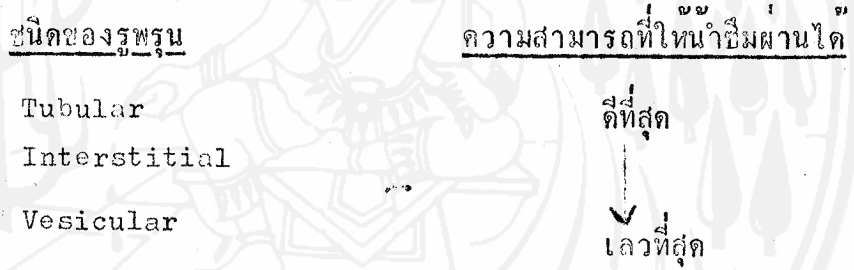 ชนิดของรูพรุน ความสามารถที่ให้น้ำซึมผ่านได้
Tubular ดีที่สุด
Interstitial
Vesicular
เลวที่สุด